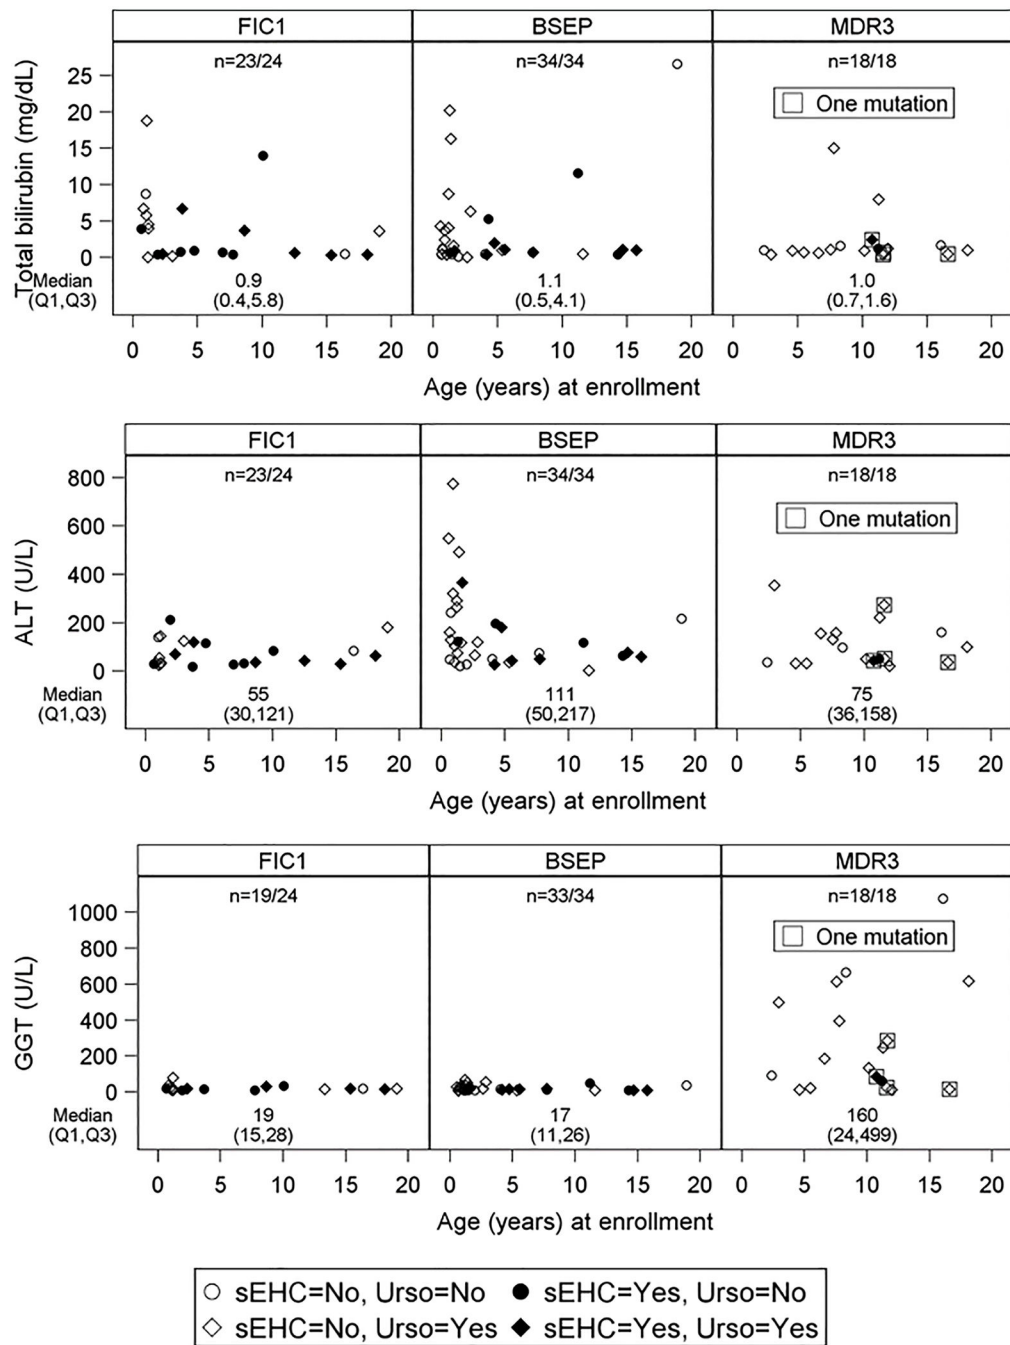 FIC1 BSEP MDR3
n=23/24 n=34/34 n=18/18
One mutation
Total bilirubin (mg/dL)
25
20
15
10
5
0
Median 0.9 1.1 1.0
(Q1,Q3) (0.4,5.8) (0.5,4.1) (0.7,1.6)
0 5 10 15 20 0 5 10 15 20 0 5 10 15 20
Age (years) at enrollment
FIC1 BSEP MDR3
n=23/24 n=34/34 n=18/18
One mutation
ALT (U/L)
800
600
400
200
0
Median 55 111 75
(Q1,Q3) (30,121) (50,217) (36,158)
0 5 10 15 20 0 5 10 15 20 0 5 10 15 20
Age (years) at enrollment
FIC1 BSEP MDR3
n=19/24 n=33/34 n=18/18
One mutation
GGT (U/L)
1000
800
600
400
200
0
Median 19 17 160
(Q1,Q3) (15,28) (11,26) (24,499)
0 5 10 15 20 0 5 10 15 20 0 5 10 15 20
Age (years) at enrollment
sEHC=No, Urso=No sEHC=Yes, Urso=No
sEHC=No, Urso=Yes sEHC=Yes, Urso=Yes